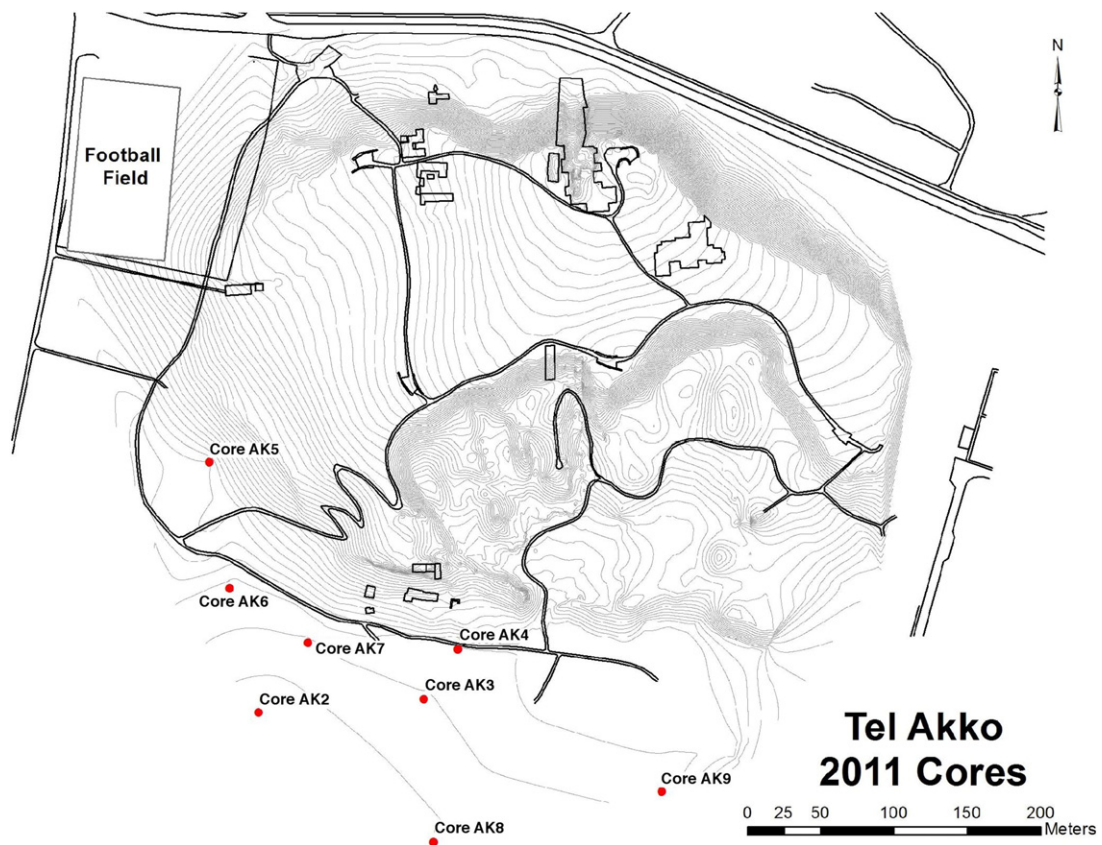 N
Football
Field
Core AK5
Core AK6
Core AK7
Core AK4
Core AK3
Core AK2
Core AK9
Core AK8
Tel Akko
2011 Cores
0 25 50 100 150 200
Meters